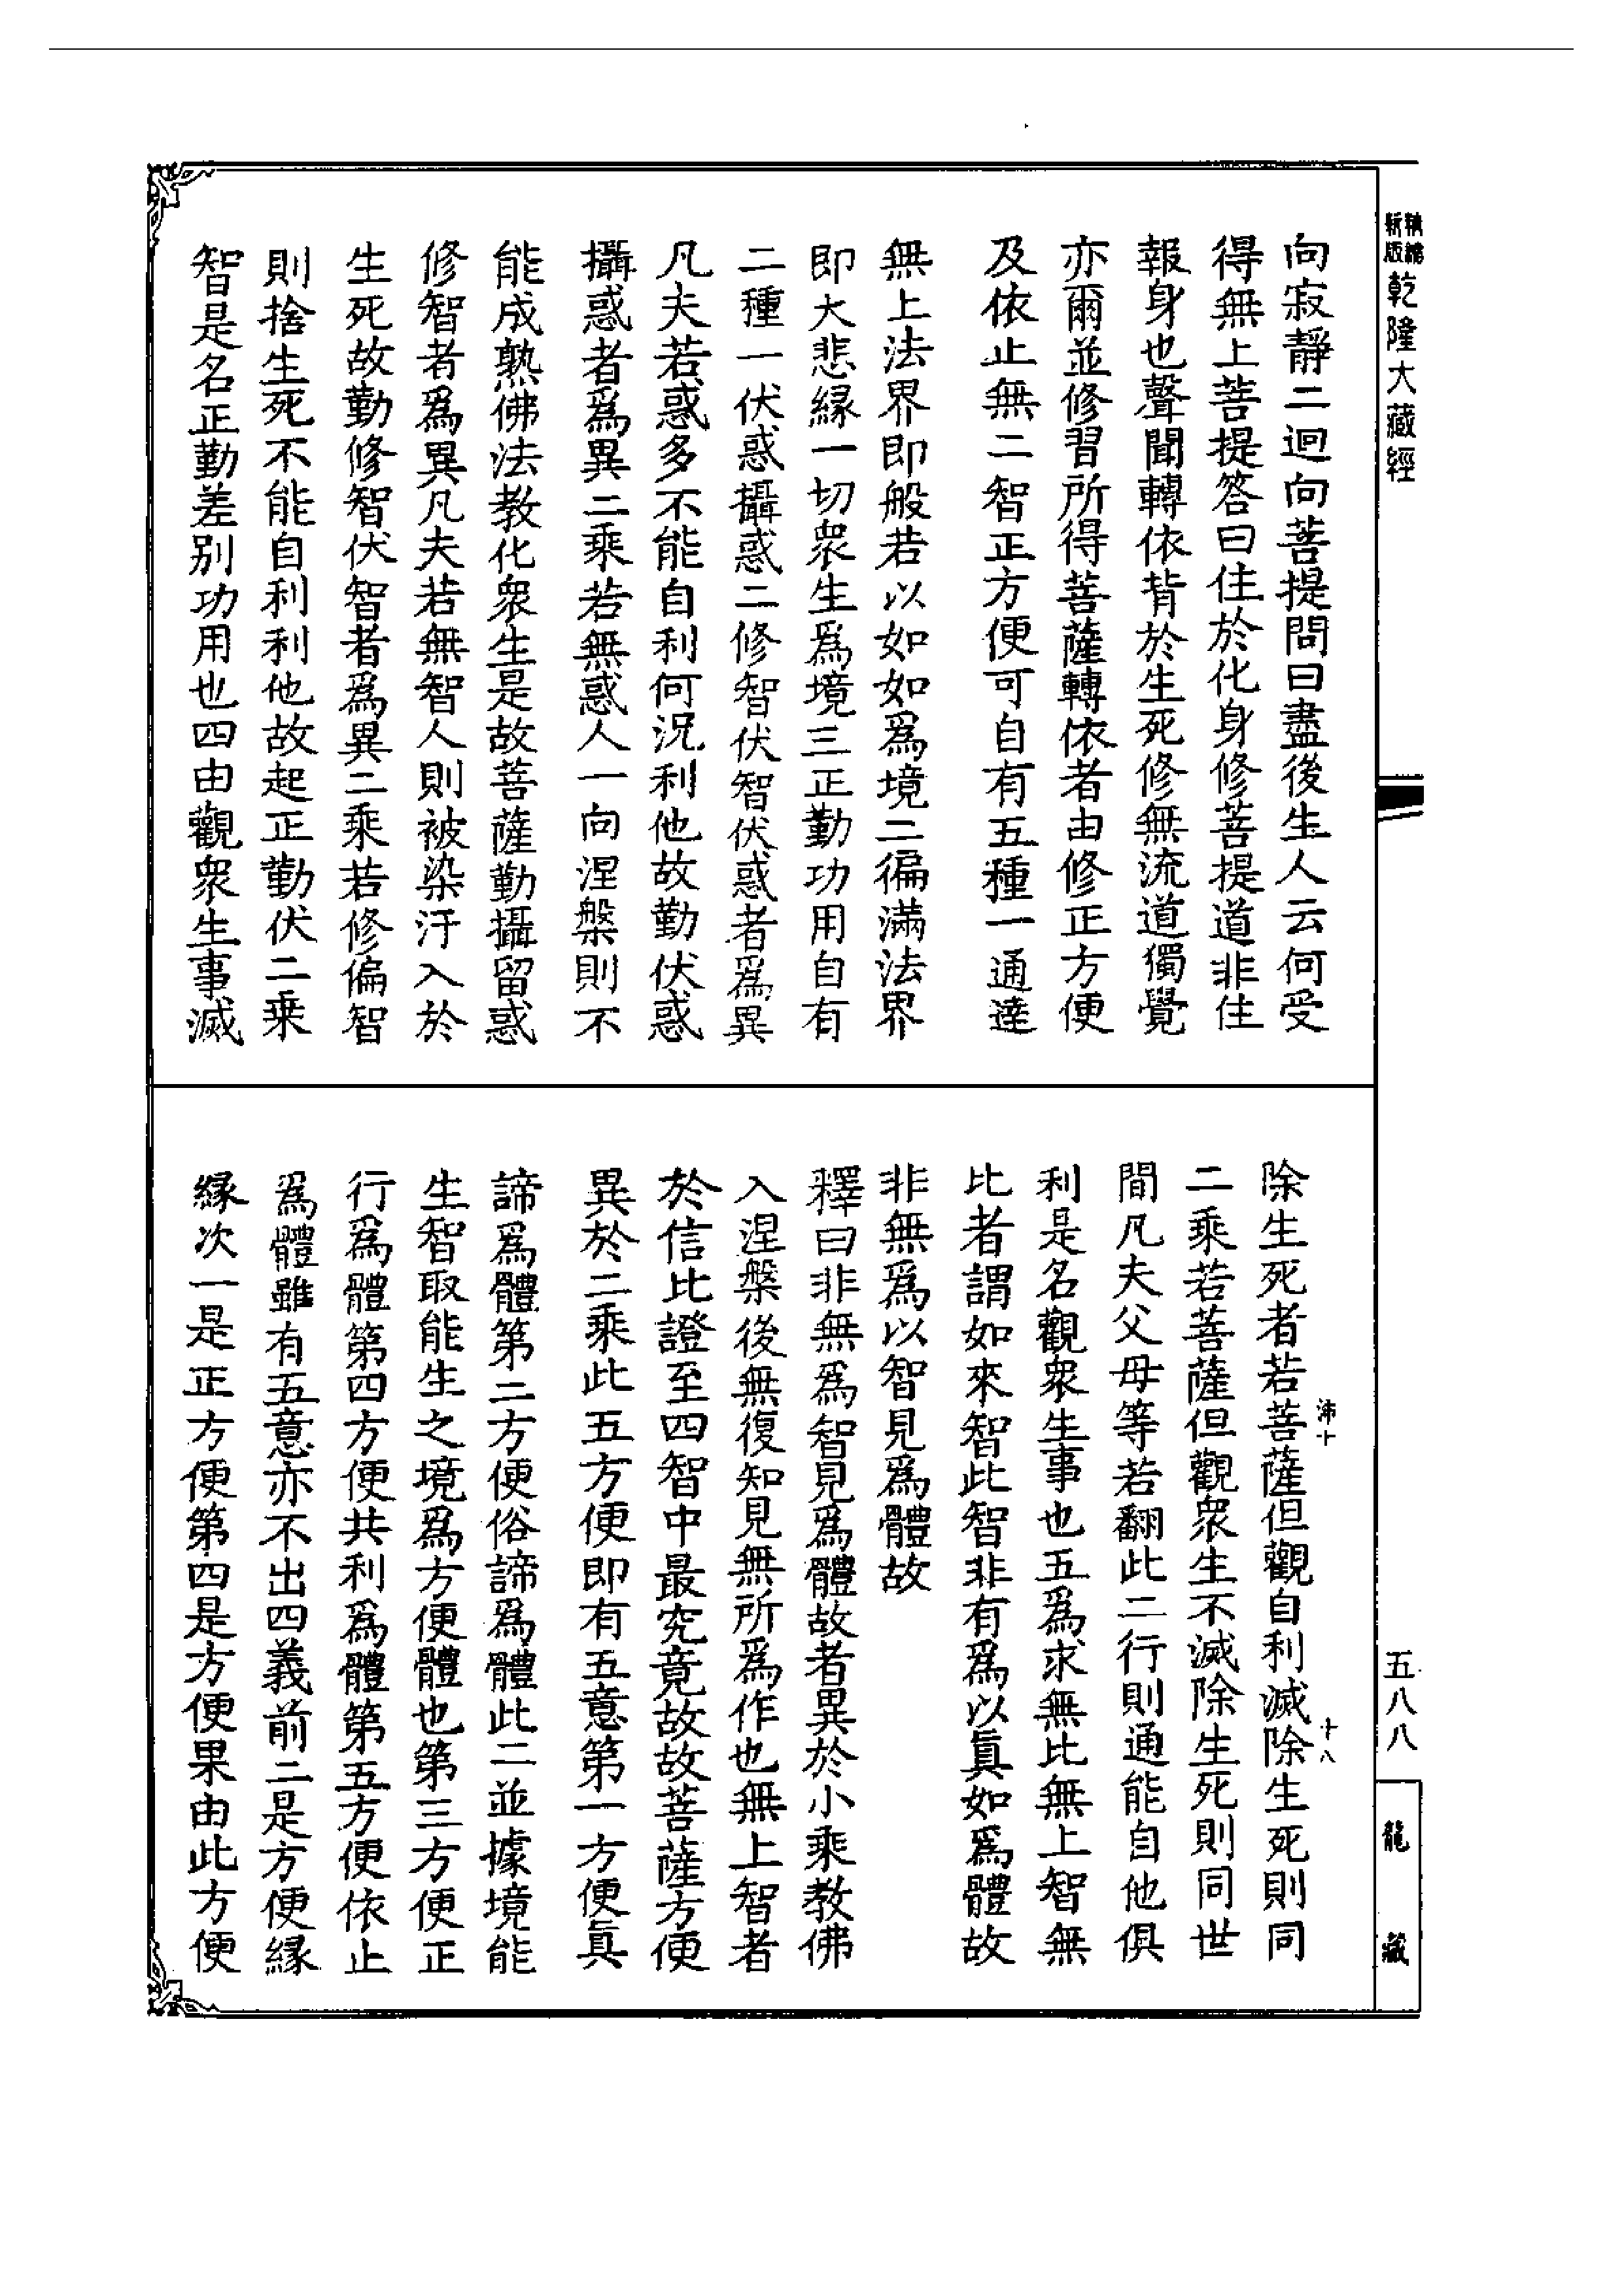 新版精縮乾隆大藏經
向寂靜二迴向菩提問曰盡後生人云何受
得無上菩提答曰住於化身修菩提道非住
報身也聲聞轉依背於生死修無流道獨覺
亦爾並修習所得菩薩轉依者由修正方便
及依止無二智正方便可自有五種一通達
無上法界即般若以如如爲境二徧滿法界
即大悲緣一切衆生爲境三正勤功用自有
二種一伏惑攝惑二修智伏智伏惑者爲異
凡夫若惑多不能自利何況利他故勤伏惑
攝惑者爲異二乘若無惑人一向涅槃則不
能成熟佛法教化衆生是故菩薩勤攝留惑
修智者爲異凡夫若無智人則被染汙入於
生死故勤修智伏智者爲異二乘若修偏智
則捨生死不能自利利他故起正勤伏二乘
智是名正勤差别功用也四由觀衆生事滅
除生死者若菩薩但觀自利滅除生死則同
二乘若菩薩但觀衆生不滅除生死則同世
間凡夫父母等若翻此二行則通能自他俱
利是名觀衆生事也五爲求無比無上智無
比者謂如來智此智非有爲以眞如爲體故
非無爲以智見爲體故
釋曰非無爲智見爲體故者異於小乘教佛
入涅槃後無復知見無所爲作也無上智者
於信比證至四智中最究竟故故菩薩方便
異於二乘此五方便即有五意第一方便眞
諦爲體第二方便俗諦爲體此二並據境能
生智取能生之境爲方便體也第三方便正
行爲體第四方便共利爲體第五方便依止
爲體雖有五意亦不出四義前二是方便緣
緣次一是正方便第四是方便果由此方便
沛十
十八
五八八
龍藏